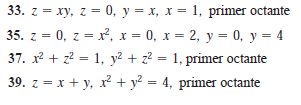 33. z = xy, z = 0, y = x, x = 1, primer octante
35. z = 0, z = x², x = 0, x = 2, y = 0, y = 4
37. x² + z² = 1, y² + z² = 1, primer octante
39. z = x + y, x² + y² = 4, primer octante